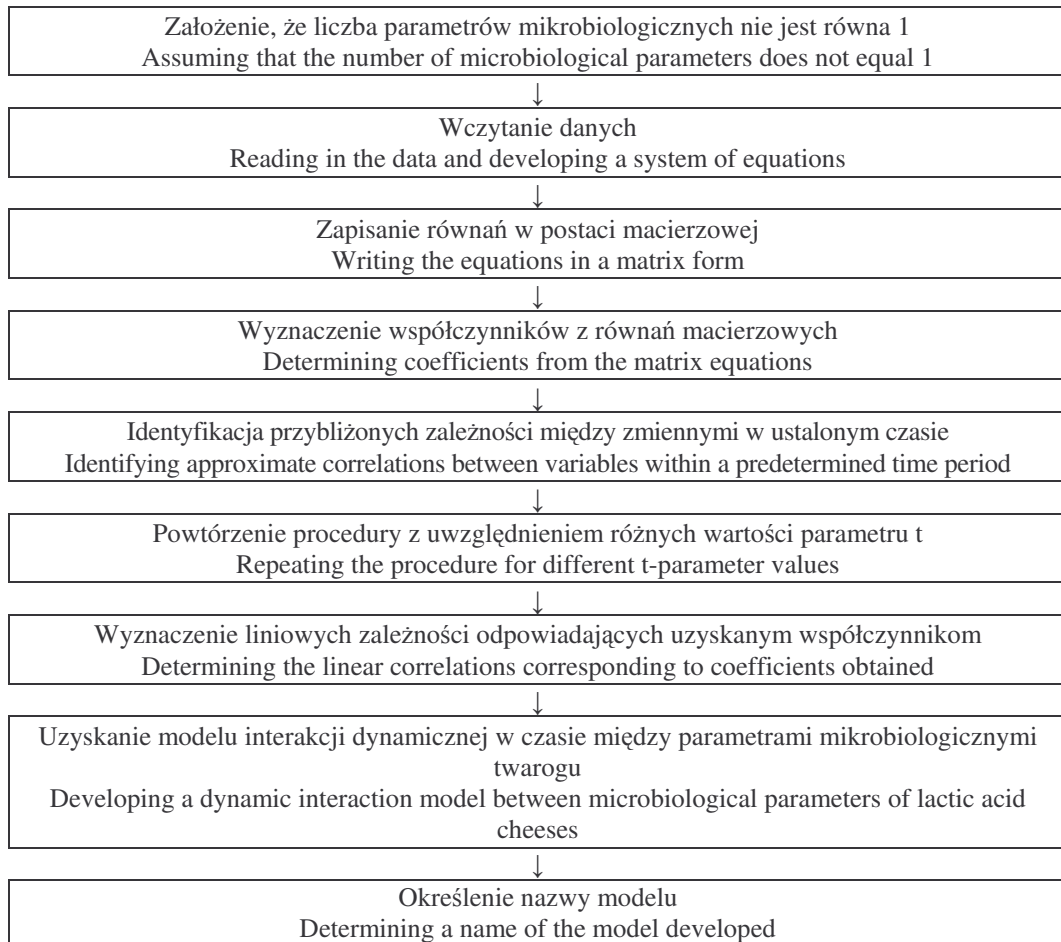 Założenie, że liczba parametrów mikrobiologicznych nie jest równa 1
Assuming that the number of microbiological parameters does not equal 1
↓
Wczytanie danych
Reading in the data and developing a system of equations
↓
Zapisanie równań w postaci macierzowej
Writing the equations in a matrix form
↓
Wyznaczenie współczynników z równań macierzowych
Determining coefficients from the matrix equations
↓
Identyfikacja przybliżonych zależności między zmiennymi w ustalonym czasie
Identifying approximate correlations between variables within a predetermined time period
↓
Powtórzenie procedury z uwzględnieniem różnych wartości parametru t
Repeating the procedure for different t-parameter values
↓
Wyznaczenie liniowych zależności odpowiadających uzyskanym współczynnikom
Determining the linear correlations corresponding to coefficients obtained
↓
Uzyskanie modelu interakcji dynamicznej w czasie między parametrami mikrobiologicznymi
twarogu
Developing a dynamic interaction model between microbiological parameters of lactic acid
cheeses
↓
Określenie nazwy modelu
Determining a name of the model developed